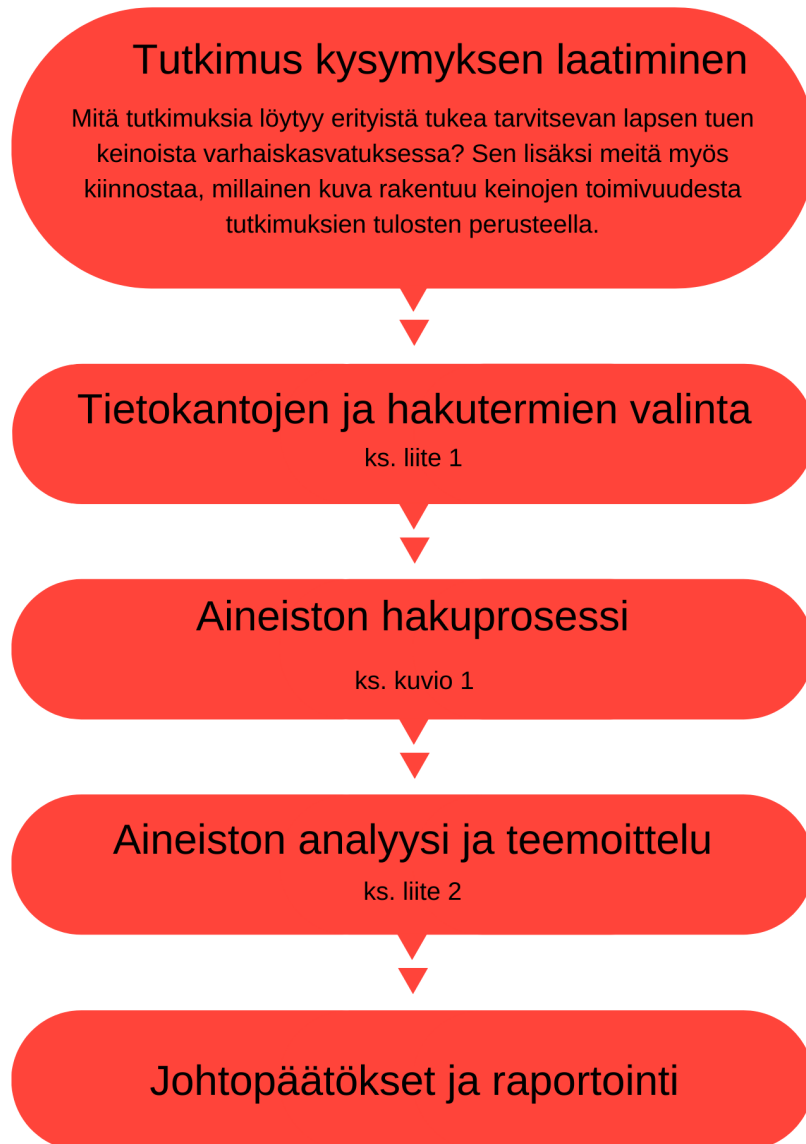 Tutkimus kysymyksen laatiminen
Mitä tutkimuksia löytyy erityistä tukea tarvitsevan lapsen tuen
keinoista varhaiskasvatuksessa? Sen lisäksi meitä myös
kiinnostaa, millainen kuva rakentuu keinojen toimivuudesta
tutkimuksien tulosten perusteella.
Tietokantojen ja hakutermien valinta
ks. liite 1
Aineiston hakuprosessi
ks. kuvio 1
Aineiston analyysi ja teemoittelu
ks. liite 2
Johtopäätökset ja raportointi